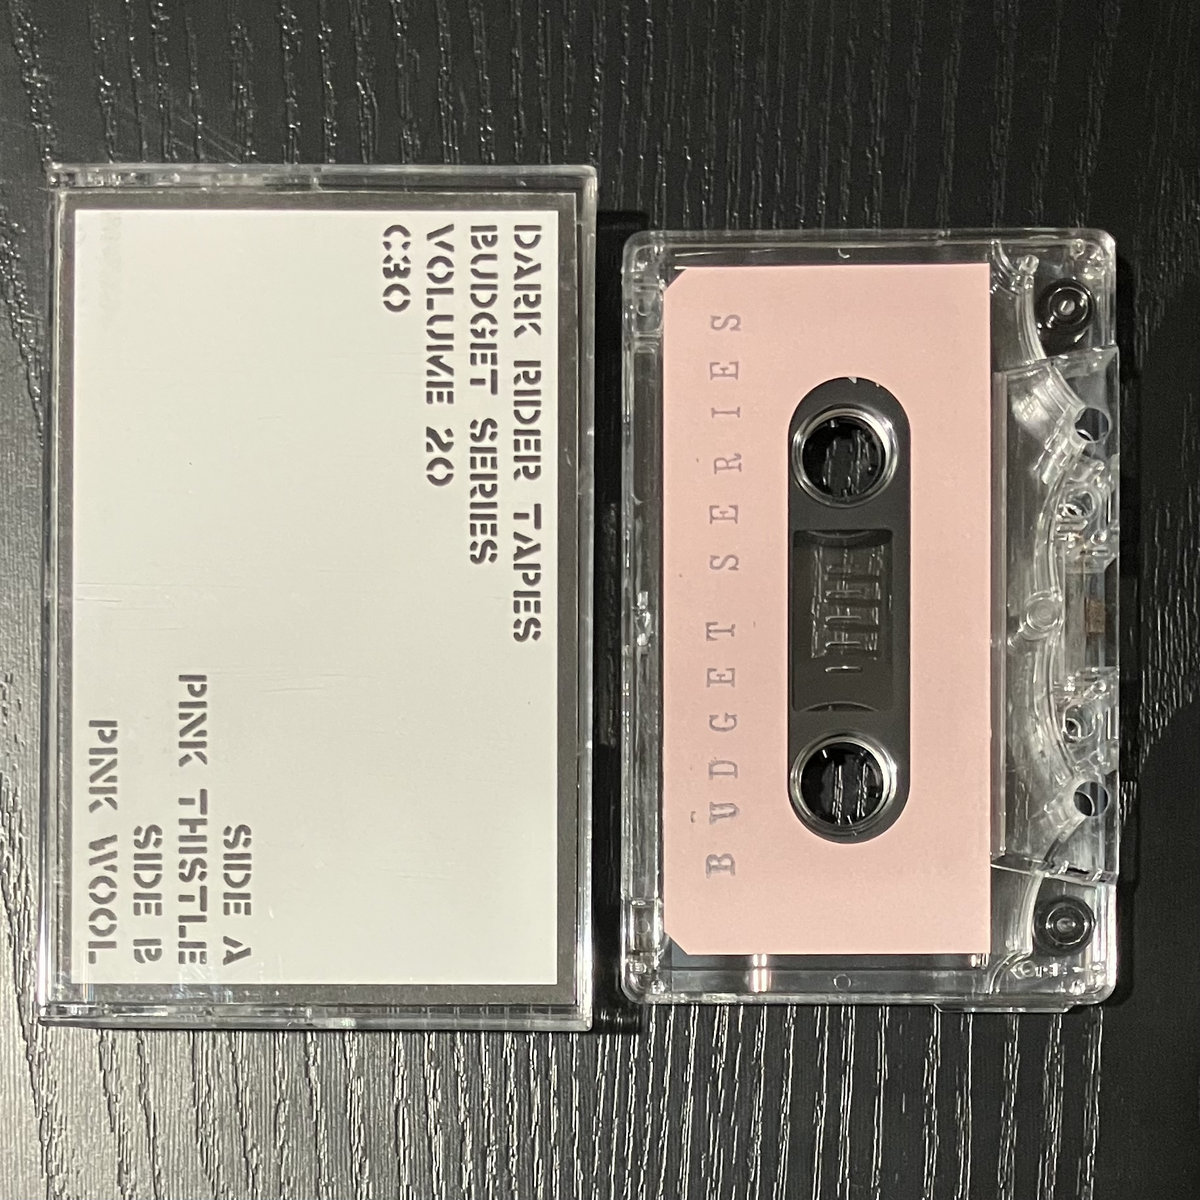 DARK RIDER TAPES
BUDGET SERIES
VOLUME 20
C30
SIDE A
PINK THISTLE
SIDE B
PINK WOOL
BUDGET SERIES